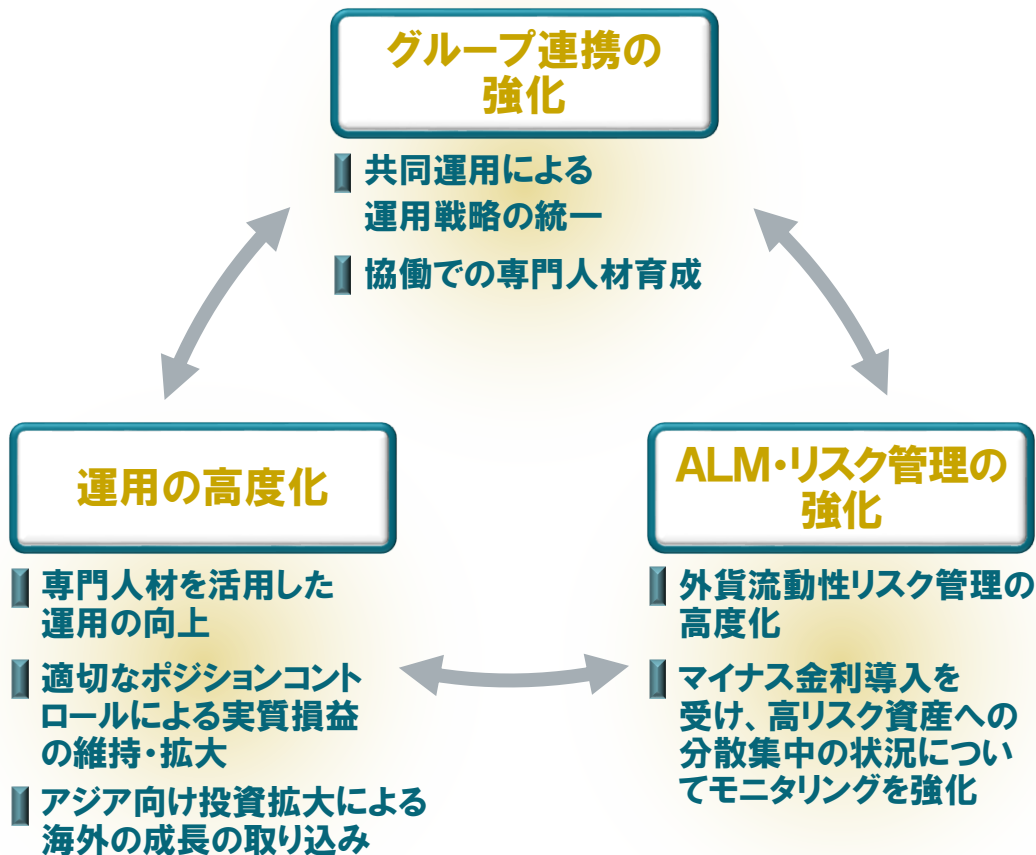 グループ連携の
強化
共同運用による
運用戦略の統一
協働での専門人材育成
運用の高度化
専門人材を活用した
運用の向上
適切なポジションコント
ロールによる実質損益
の維持・拡大
アジア向け投資拡大による
海外の成長の取り込み
ALM・リスク管理の
強化
外貨流動性リスク管理の
高度化
マイナス金利導入を
受け、高リスク資産への
分散集中の状況につい
てモニタリングを強化